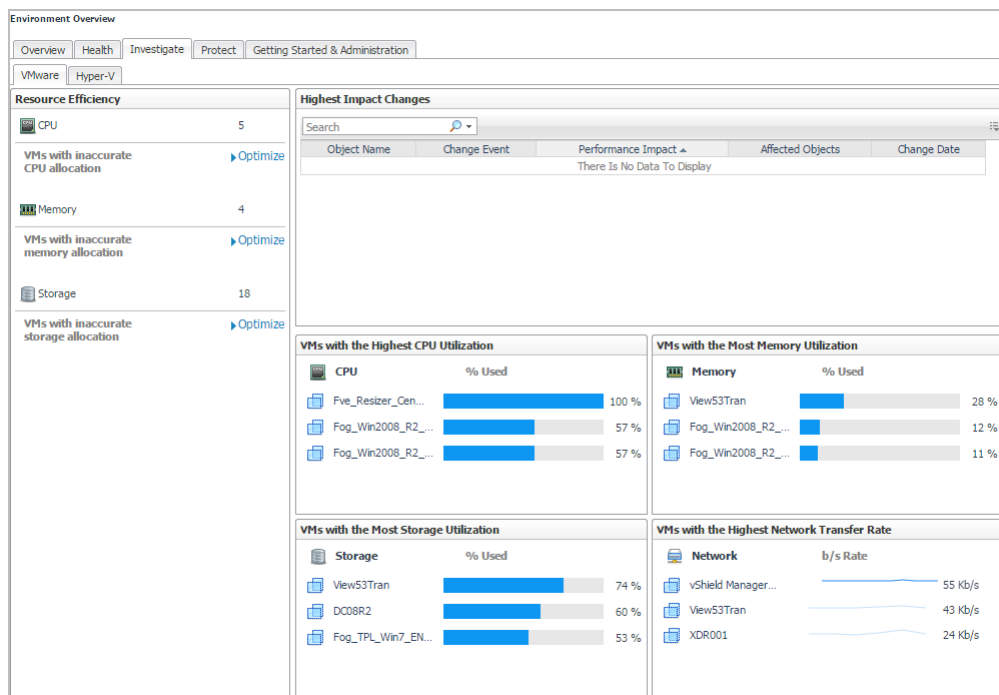 Environment Overview
Overview Health Investigate Protect Getting Started & Administration
VMware Hyper-V
Resource Efficiency
CPU 5
VMs with inaccurate
CPU allocation
Optimize
Memory 4
VMs with inaccurate
memory allocation
Optimize
Storage 18
VMs with inaccurate
storage allocation
Optimize
Highest Impact Changes
Search
Object Name Change Event Performance Impact Affected Objects Change Date
There Is No Data To Display
VMs with the Highest CPU Utilization
CPU % Used
Fve_Resizer_Cen... 100 %
Fog_Win2008_R2_... 57 %
Fog_Win2008_R2_... 57 %
VMs with the Most Memory Utilization
Memory % Used
View53Tran 28 %
Fog_Win2008_R2_... 12 %
Fog_Win2008_R2_... 11 %
VMs with the Most Storage Utilization
Storage % Used
View53Tran 74 %
DC08R2 60 %
Fog_TPL_Win7_EN... 53 %
VMs with the Highest Network Transfer Rate
Network b/s Rate
vShield Manager... 55 Kb/s
View53Tran 43 Kb/s
XDR001 24 Kb/s